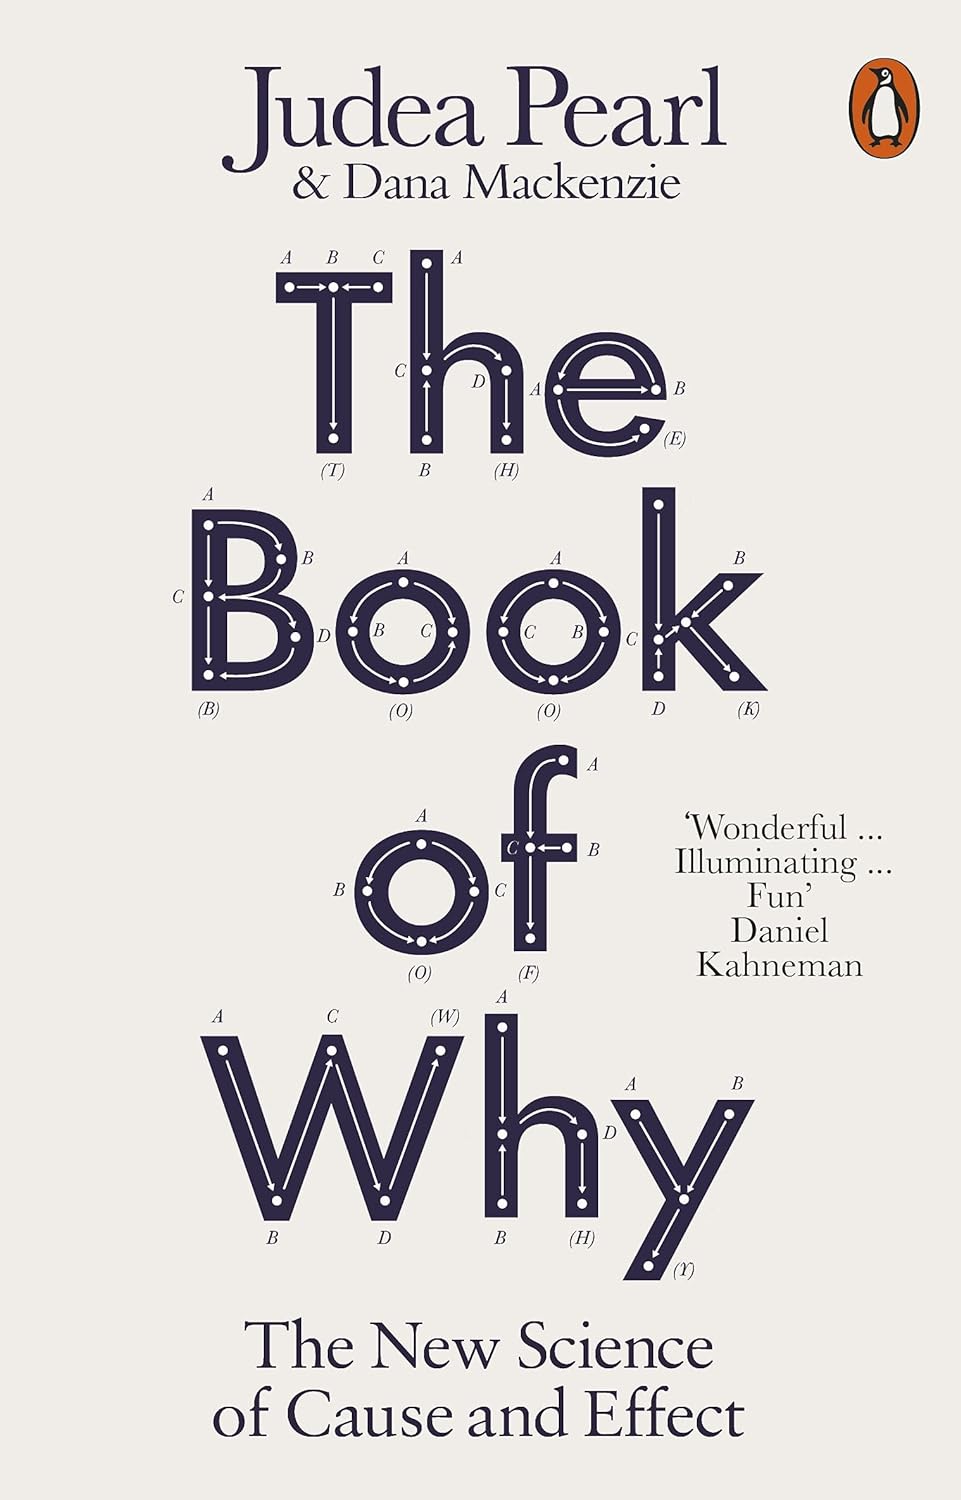 Judea Pearl
& Dana Mackenzie
A B C A
The
C D A B
(T) B (H) (E)
A
Book
B A A B
C D B C C B C
(B) (O) (O) D (K)
of
A
A
B C C B
(O) (F)
'Wonderful ...
Illuminating ...
Fun'
Daniel
Kahneman
A C (W) A
Why
A B
D
B D B (H)
(Y)
The New Science
of Cause and Effect